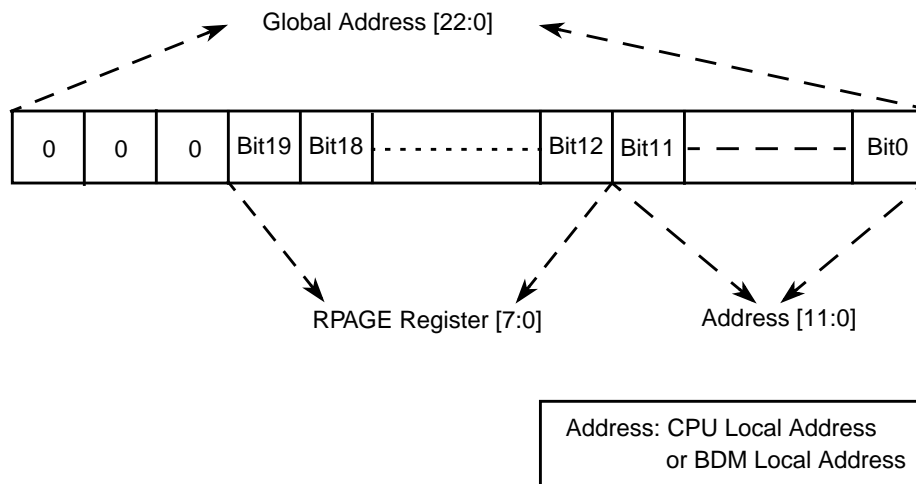 Global Address [22:0]
0 0 0 Bit19 Bit18 Bit12 Bit11 Bit0
RPAGE Register [7:0] Address [11:0]
Address: CPU Local Address
or BDM Local Address